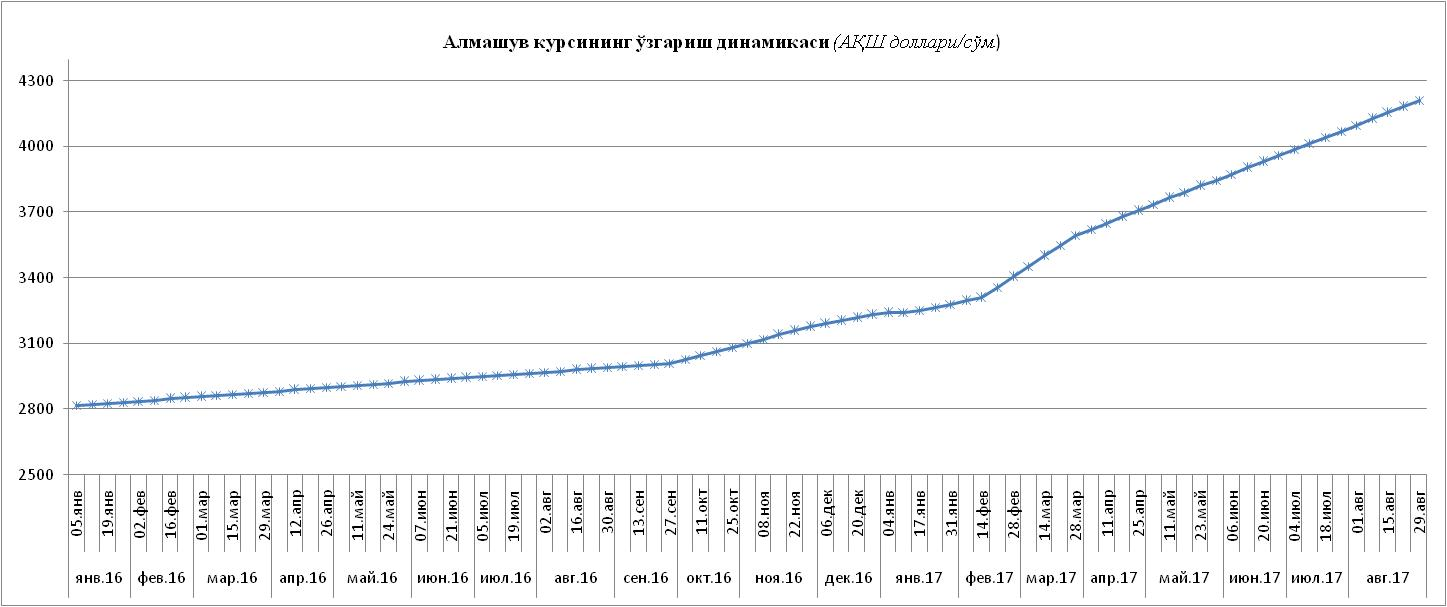 Алмашув курсининг ўзгариш динамикаси (АҚШ доллари/сўм)
4300
4000
3700
3400
3100
2800
2500
05.янв 19.янв 02.фев 16.фев 01.мар 15.мар 29.мар 12.апр 26.апр 11.май 24.май 07.июн 21.июн 05.июл 19.июл 02.авг 16.авг 30.авг 13.сен 27.сен 11.окт 25.окт 08.ноя 22.ноя 06.дек 20.дек 04.янв 17.янв 31.янв 14.фев 28.фев 14.мар 28.мар 11.апр 25.апр 11.май 23.май 06.июн 20.июн 04.июл 18.июл 01.авг 15.авг 29.авг
янв.16 фев.16 мар.16 апр.16 май.16 июн.16 июл.16 авг.16 сен.16 окт.16 ноя.16 дек.16 янв.17 фев.17 мар.17 апр.17 май.17 июн.17 июл.17 авг.17